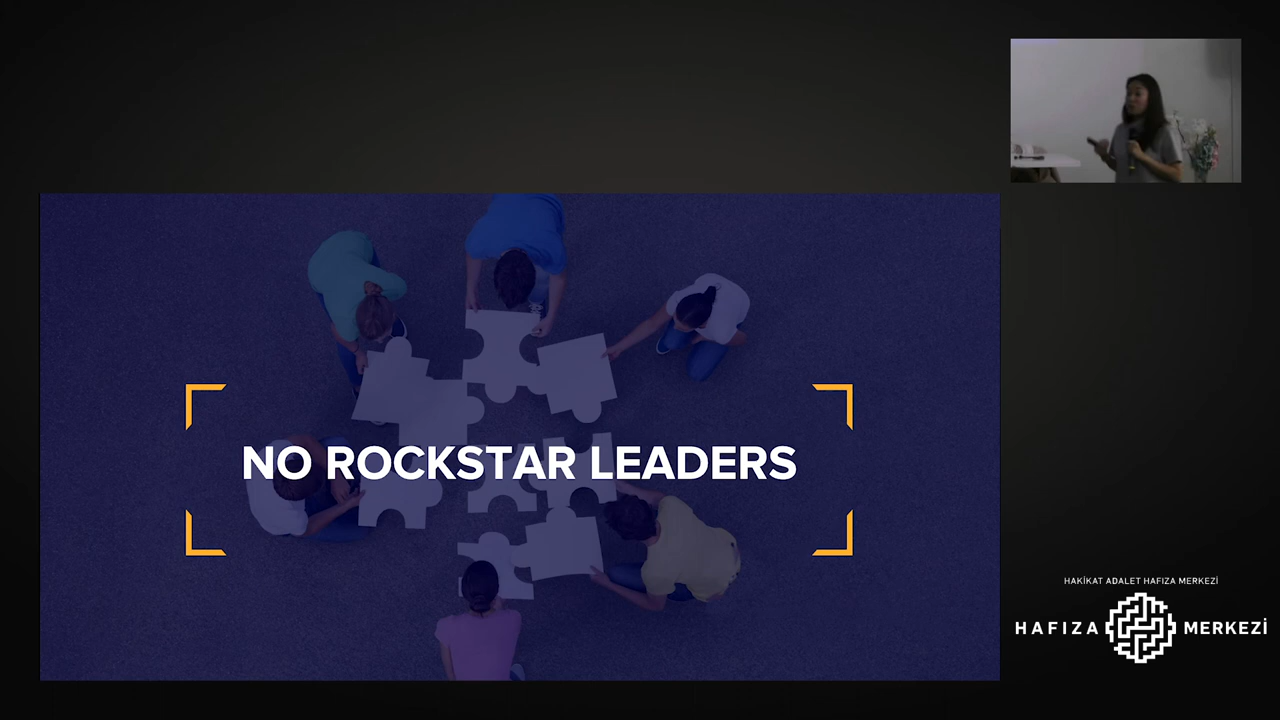 NO ROCKSTAR LEADERS
HAKİKAT ADALET HAFIZA MERKEZİ
HAFIZA MERKEZİ